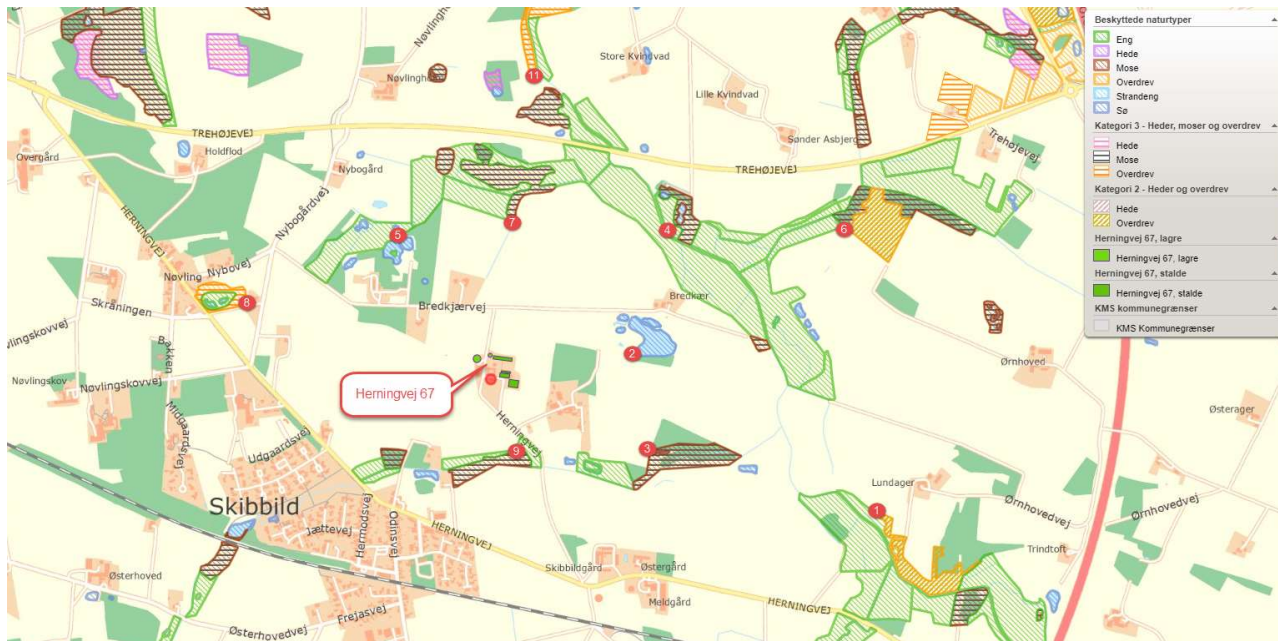 Beskyttede naturtyper
Eng
Hede
Mose
Overdrev
Strandeng
Sø
Kategori 3 - Heder, moser og overdrev
Hede
Mose
Overdrev
Kategori 2 - Heder og overdrev
Hede
Overdrev
Herningvej 67, lagre
Herningvej 67, lagre
Herningvej 67, stalde
Herningvej 67, stalde
KMS kommunegrænser
KMS Kommunegrænser
Nøvlingvej
Store Kvindvad
11
Lille Kvindvad
TREHØJEVEJ
Overgård
Holdflod
Nybogård
Sønder Asbjerg
Trehøjevej
TREHØJEVEJ
HERNINGVEJ
Nybogårdvej
7
5
4
6
Nøvling
Nybovej
8
Skråningen
Bredkjærvej
Bredkær
2
Bakken
Ørnhoved
Nøvlingskov
Nøvlingskovvej
Herningvej 67
Østerager
Midgaardsvej
Udgaardsvej
Herningvej
9
3
Lundager
Ørnhovedvej
Ørnhovedvej
1
Skibbild
Jættevej
Hermodsvej
Odinsvej
HERNINGVEJ
Trindtoft
Østerhoved
Skibbildgård
Østergård
Meldgård
HERNINGVEJ
Frejasvej
Østerhovedvej